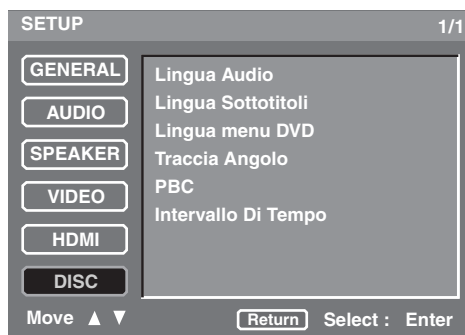 SETUP 1/1
GENERAL
AUDIO
SPEAKER
VIDEO
HDMI
DISC
Lingua Audio
Lingua Sottotitoli
Lingua menu DVD
Traccia Angolo
PBC
Intervallo Di Tempo
Move ▲ ▼ Return Select : Enter